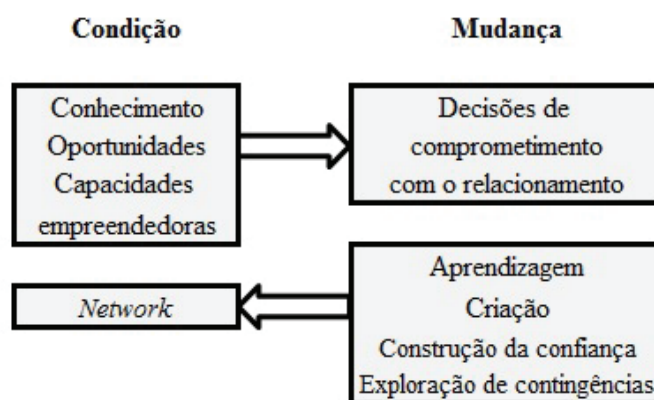 Condição
Mudança
Conhecimento
Oportunidades
Capacidades
empreendedoras
Decisões de
comprometimento
com o relacionamento
Network
Aprendizagem
Criação
Construção da confiança
Exploração de contingências